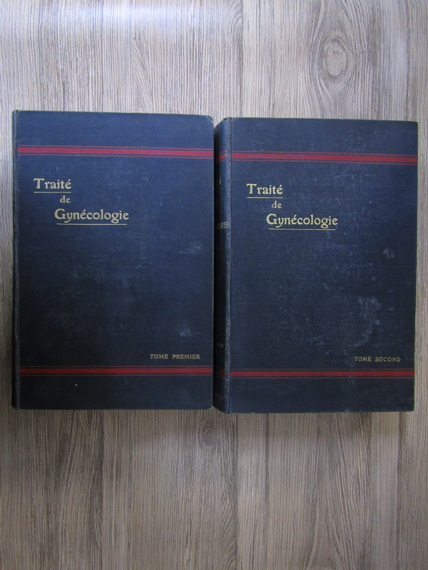 Traité
de
Gynécologie
TOME PREMIER
Traité
de
Gynécologie
TOME SECOND